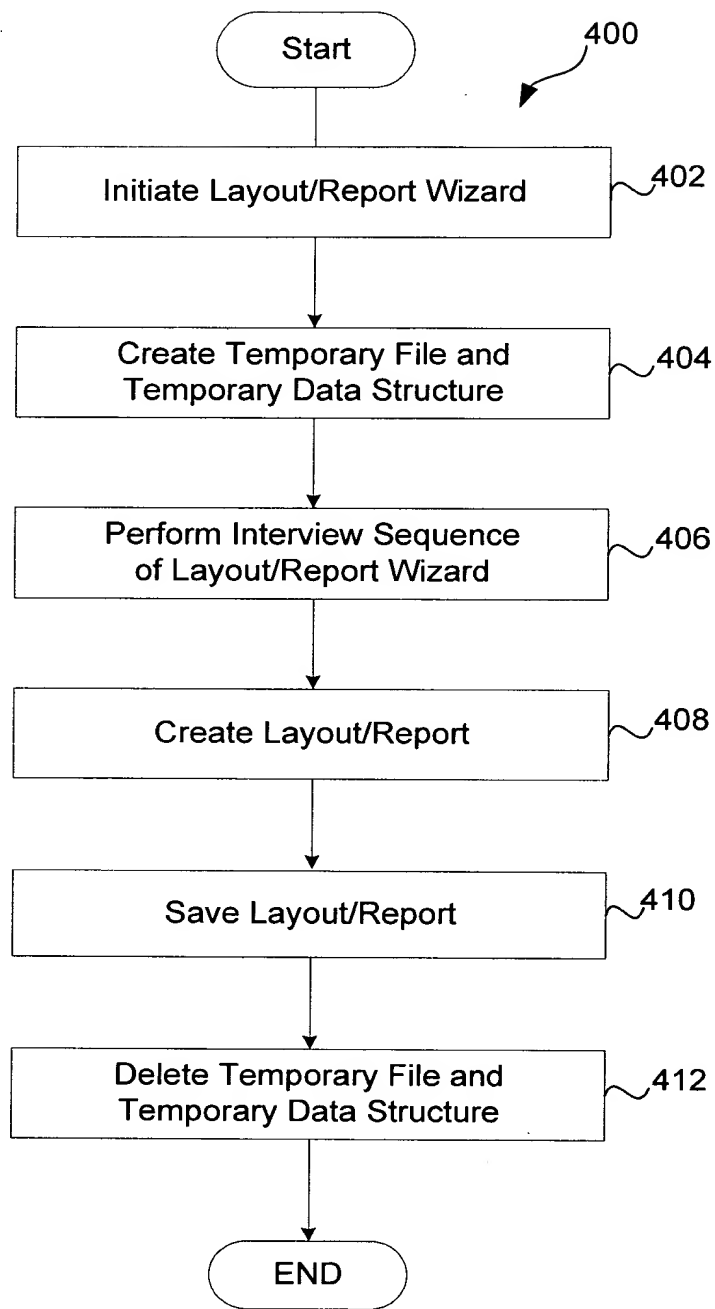 Start
400
Initiate Layout/Report Wizard
402
Create Temporary File and
Temporary Data Structure
404
Perform Interview Sequence
of Layout/Report Wizard
406
Create Layout/Report
408
Save Layout/Report
410
Delete Temporary File and
Temporary Data Structure
412
END